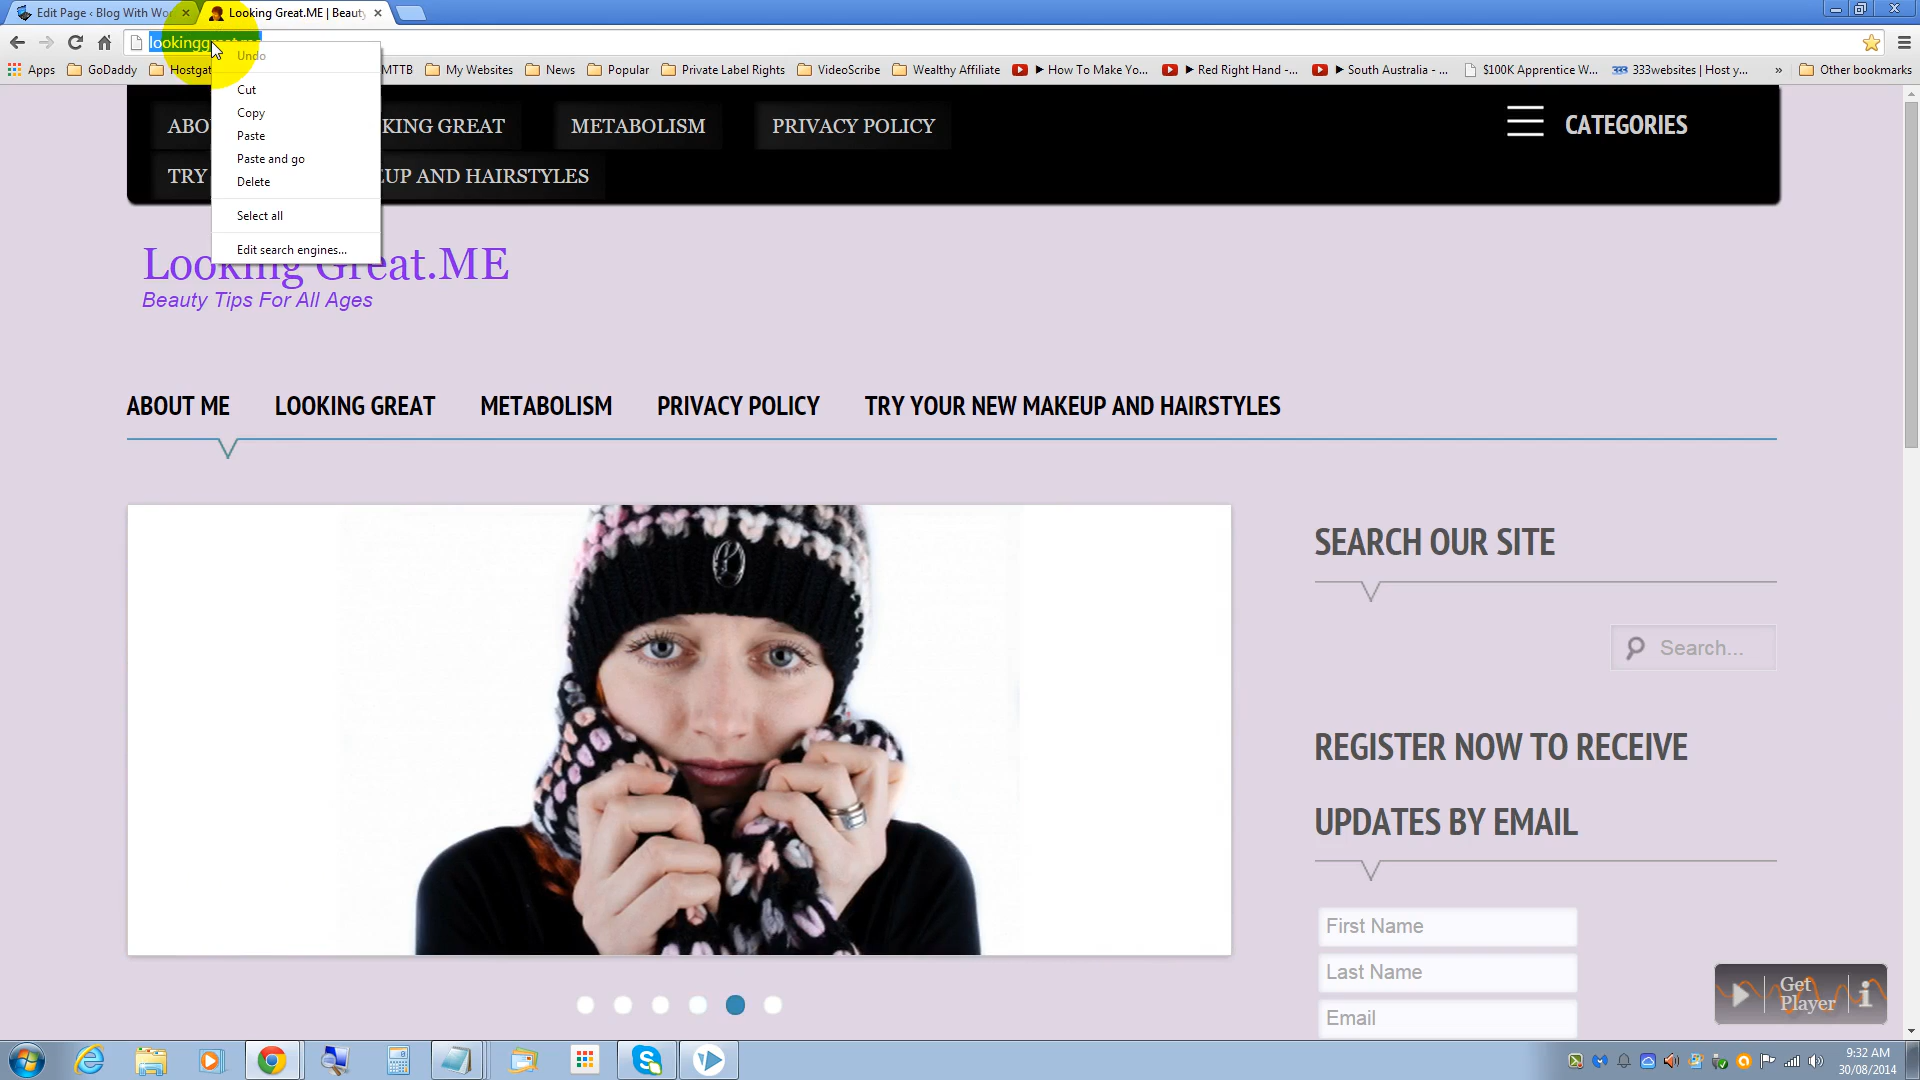 Edit Page ‹ Blog With Wor
Looking Great.ME | Beauty
Apps
GoDaddy
MTTB
My Websites
News
Popular
Private Label Rights
VideoScribe
Wealthy Affiliate
How To Make Yo...
Red Right Hand -...
South Australia - ...
$100K Apprentice W...
333websites | Host y...
»
Other bookmarks
Undo
Cut
Copy
Paste
Paste and go
Delete
Select all
Edit search engines...
KING GREAT
METABOLISM
PRIVACY POLICY
CATEGORIES
TRY
UP AND HAIRSTYLES
Looking Great.ME
Beauty Tips For All Ages
ABOUT ME
LOOKING GREAT
METABOLISM
PRIVACY POLICY
TRY YOUR NEW MAKEUP AND HAIRSTYLES
SEARCH OUR SITE
Search...
REGISTER NOW TO RECEIVE
UPDATES BY EMAIL
First Name
Last Name
Email
Get
Player
9:32 AM
30/08/2014